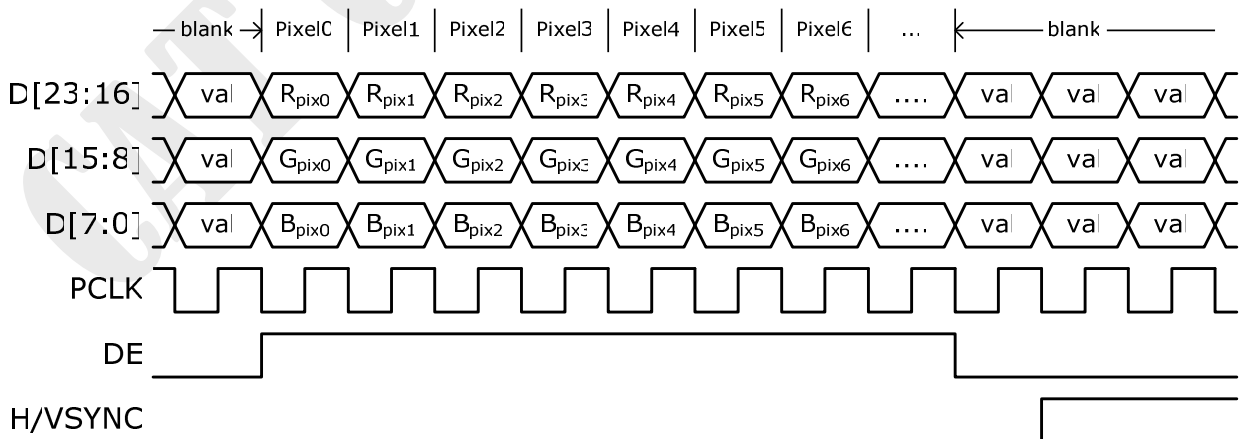 blank Pixel0 Pixel1 Pixel2 Pixel3 Pixel4 Pixel5 Pixel6 ... blank
D[23:16] val Rpix0 Rpix1 Rpix2 Rpix3 Rpix4 Rpix5 Rpix6 .... val val val
D[15:8] val Gpix0 Gpix1 Gpix2 Gpix3 Gpix4 Gpix5 Gpix6 .... val val val
D[7:0] val Bpix0 Bpix1 Bpix2 Bpix3 Bpix4 Bpix5 Bpix6 .... val val val
PCLK
DE
H/VSYNC